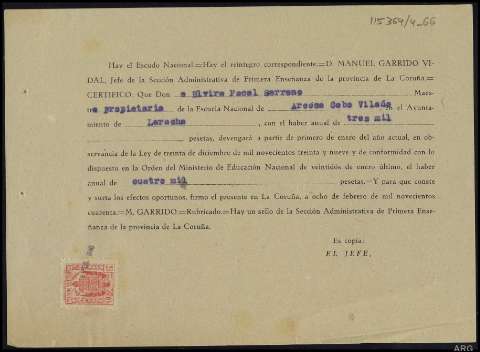 115364/4_66
Hay el Escudo Nacional.=Hay el reintegro correspondiente.=D. MANUEL GARRIDO VI-
DAL, Jefe de la Sección Administrativa de Primera Enseñanza de la provincia de La Coruña.=
CERTIFICO. Que Don a Elvira Pacal Serrano Maes-
tra propietaria de la Escuela Nacional de Arcome Gobo Vilaño en el Ayunta-
miento de Laracha, con el haber anual de tres mil
pesetas, devengará a partir de primero de enero del año actual, en ob-
servancia de la Ley de treinta de diciembre de mil novecientos treinta y nueve y de conformidad con lo
dispuesto en la Orden del Ministerio de Educación Nacional de veintidós de enero último, el haber
anual de cuatro mil pesetas.—Y para que conste
y surta los efectos oportunos, firmo el presente en La Coruña, a ocho de febrero de mil novecientos
cuarenta.=M. GARRIDO =Rubricado.=Hay un sello de la Sección Administrativa de Primera Ense-
ñanza de la provincia de La Coruña.
Es copia:
EL JEFE,
ARG